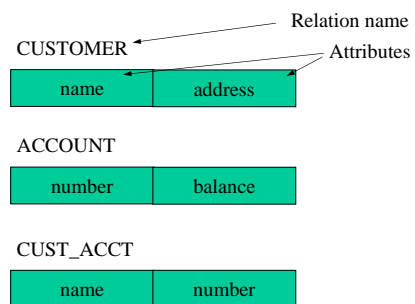 Relation name
CUSTOMER
Attributes
name address
ACCOUNT
number balance
CUST_ACCT
name number